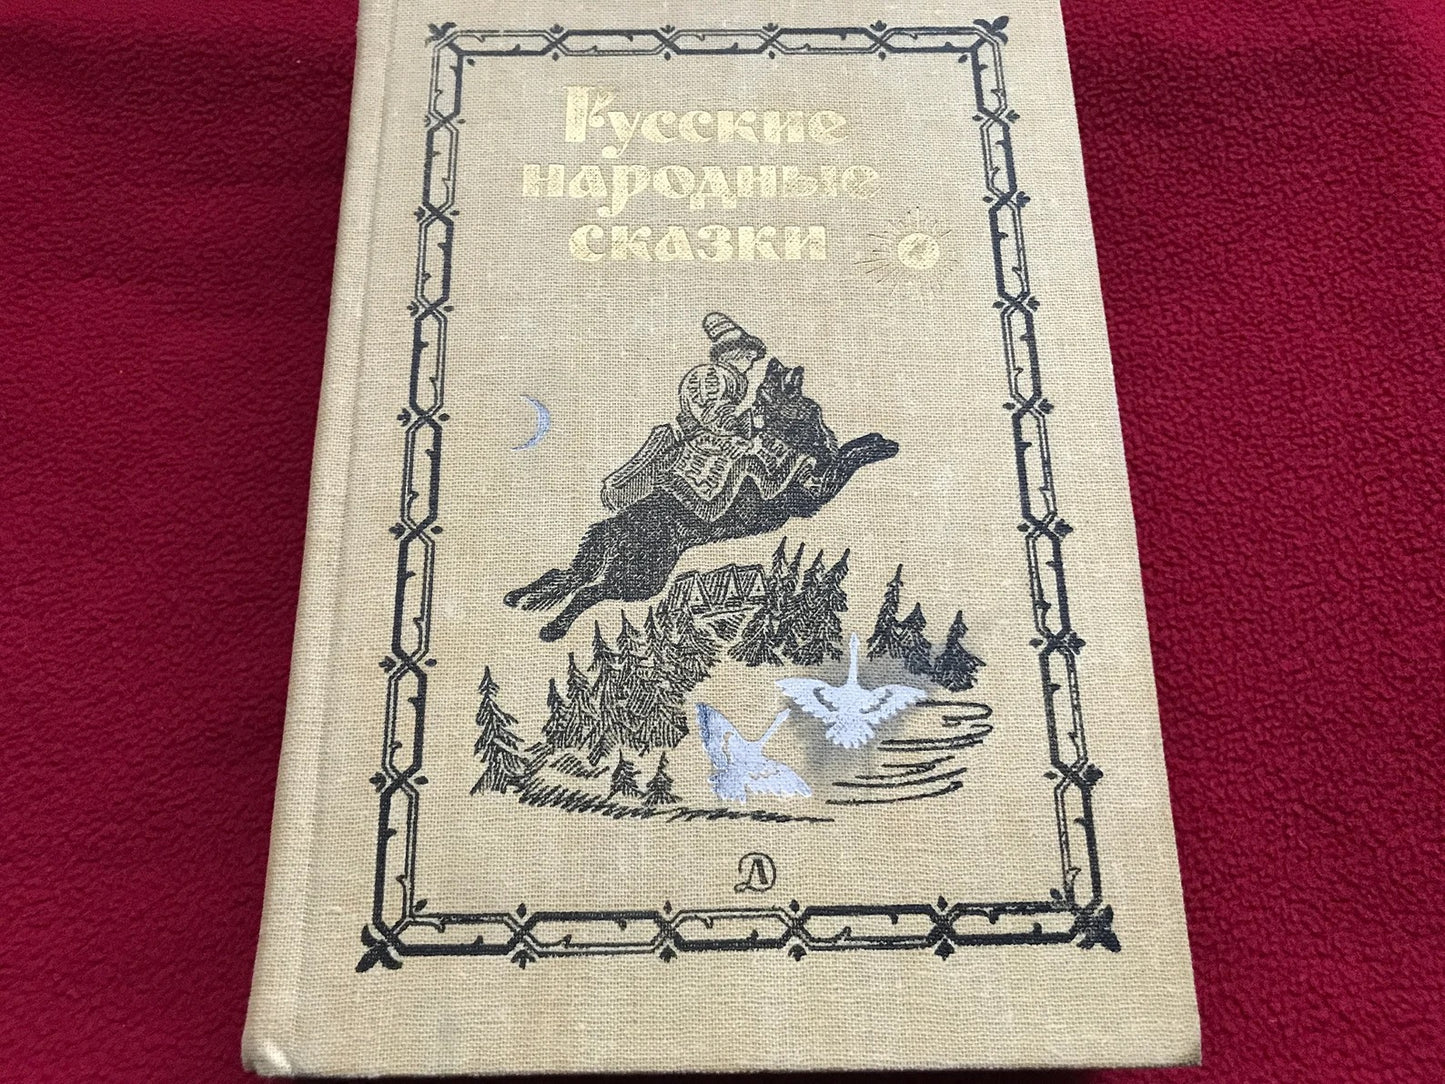 Русские
народные
сказки
Д